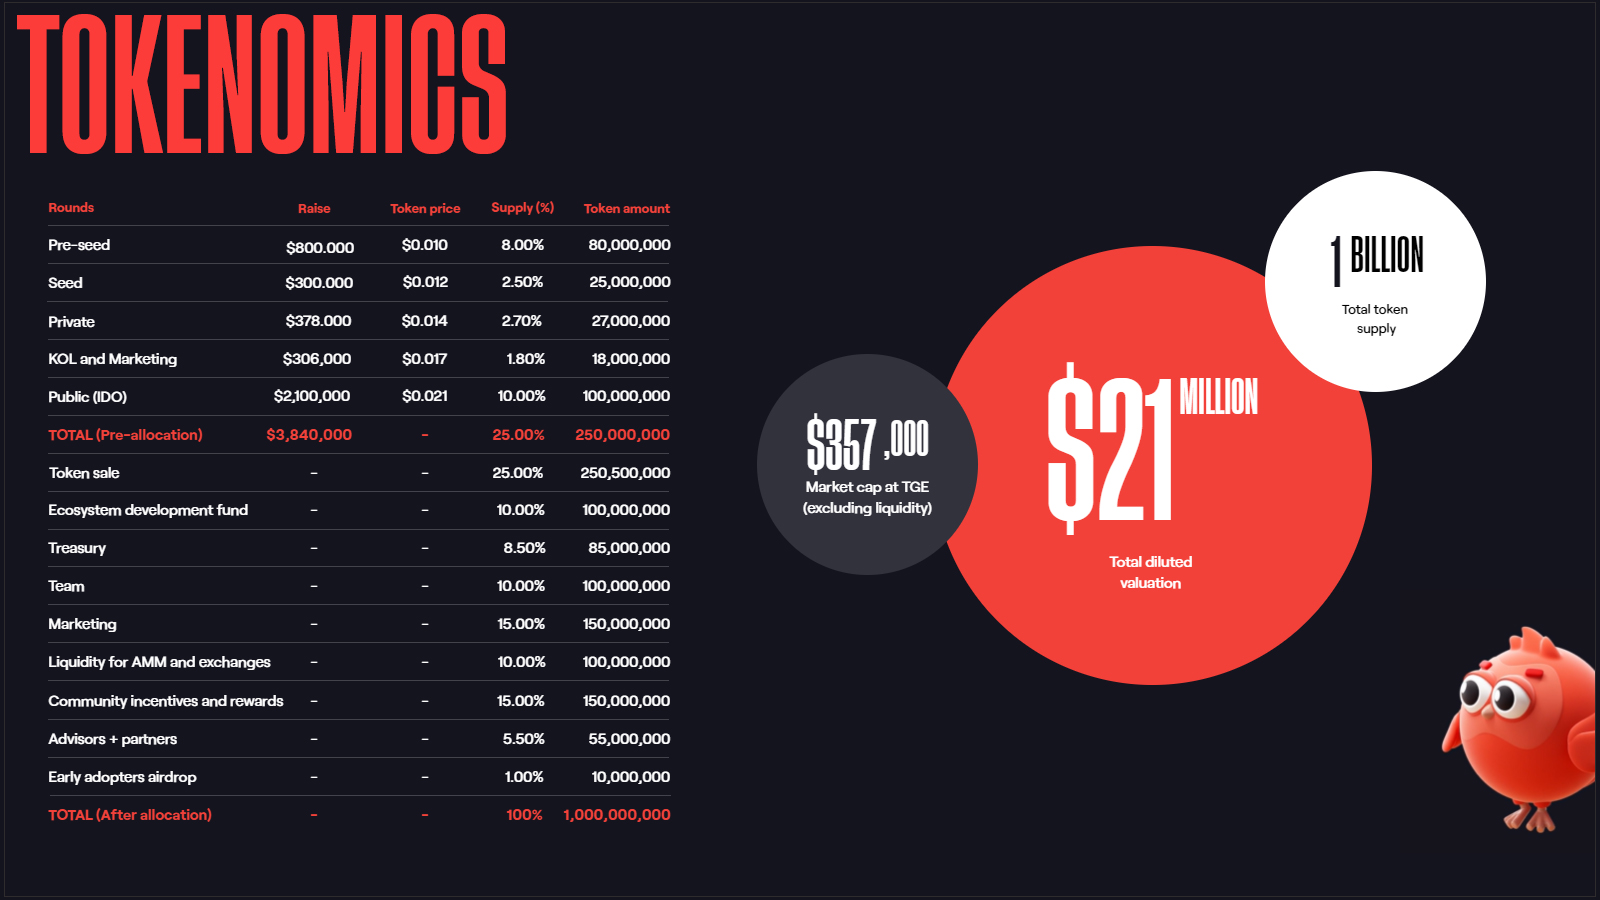 TOKENOMICS
Rounds Raise Token price Supply (%) Token amount
Pre-seed $800.000 $0.010 8.00% 80,000,000
Seed $300.000 $0.012 2.50% 25,000,000
Private $378.000 $0.014 2.70% 27,000,000
KOL and Marketing $306,000 $0.017 1.80% 18,000,000
Public (IDO) $2,100,000 $0.021 10.00% 100,000,000
TOTAL (Pre-allocation) $3,840,000 - 25.00% 250,000,000
Token sale - - 25.00% 250,500,000
Ecosystem development fund - - 10.00% 100,000,000
Treasury - - 8.50% 85,000,000
Team - - 10.00% 100,000,000
Marketing - - 15.00% 150,000,000
Liquidity for AMM and exchanges - - 10.00% 100,000,000
Community incentives and rewards - - 15.00% 150,000,000
Advisors + partners - - 5.50% 55,000,000
Early adopters airdrop - - 1.00% 10,000,000
TOTAL (After allocation) - - 100% 1,000,000,000
$357,000
Market cap at TGE
(excluding liquidity)
$21 MILLION
Total diluted
valuation
1 BILLION
Total token
supply